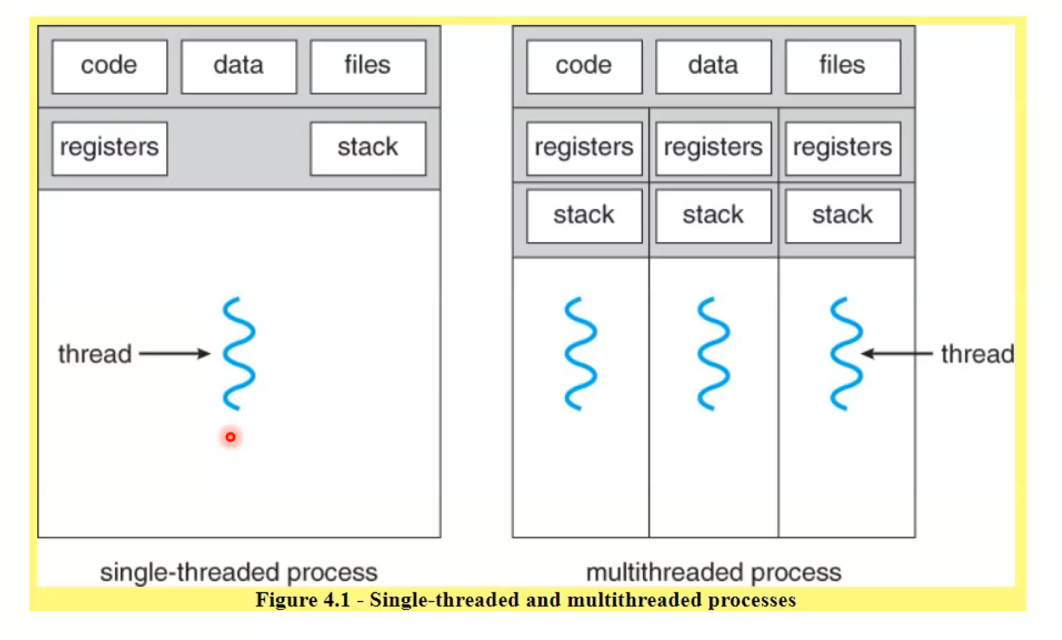 code data files code data files
registers stack registers registers registers
stack stack stack
thread thread
single-threaded process multithreaded process
Figure 4.1 - Single-threaded and multithreaded processes